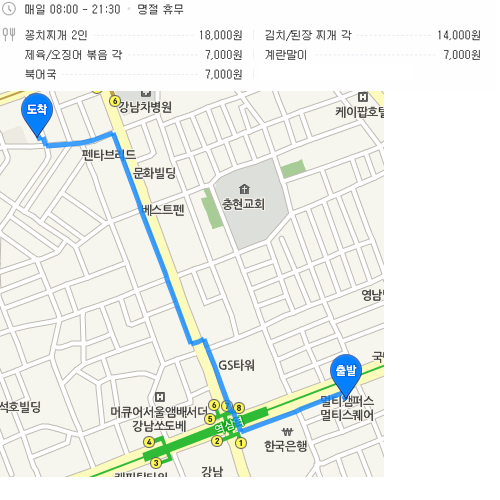 매일 08:00 - 21:30 · 명절 휴무
꽁치찌개 2인 18,000원 김치/된장 찌개 각 14,000원
제육/오징어 볶음 각 7,000원 계란말이 7,000원
북어국 7,000원
6
강남치병원
도착
케이팝호텔
펜타브리드
문화빌딩
베스트펜
충현교회
영남
GS타워
국
출발
석호빌딩
머큐어서울앰배서더
강남쏘도베
멀티캠퍼스
멀티스퀘어
6 7 8
5
역삼
4 2 1
3
한국은행
강남
캐피탈타워